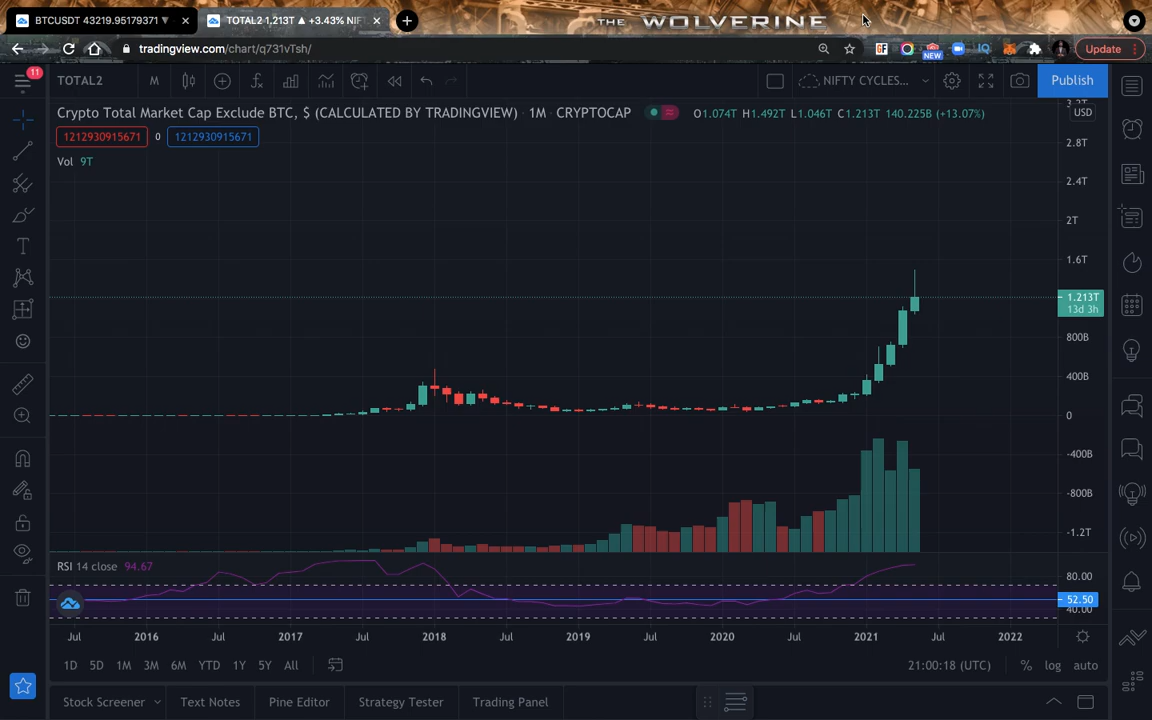 BTCUSDT 43219.95179371
TOTAL2 1.213T ▲ +3.43% NIF
THE WOLVERINE
tradingview.com/chart/q731vTsh/
NEW
Update
11
TOTAL2
M
NIFTY CYCLES...
Publish
Crypto Total Market Cap Exclude BTC, $ (CALCULATED BY TRADINGVIEW) · 1M · CRYPTOCAP
O1.074T H1.492T L1.046T C1.213T 140.225B (+13.07%)
USD
1212930915671 0 1212930915671
Vol 9T
3.2T
2.8T
2.4T
2T
1.6T
1.213T
13d 3h
800B
400B
0
-400B
-800B
-1.2T
RSI 14 close 94.67
80.00
52.50
40.00
Jul 2016 Jul 2017 Jul 2018 Jul 2019 Jul 2020 Jul 2021 Jul 2022
1D 5D 1M 3M 6M YTD 1Y 5Y All
21:00:18 (UTC) % log auto
Stock Screener Text Notes Pine Editor Strategy Tester Trading Panel